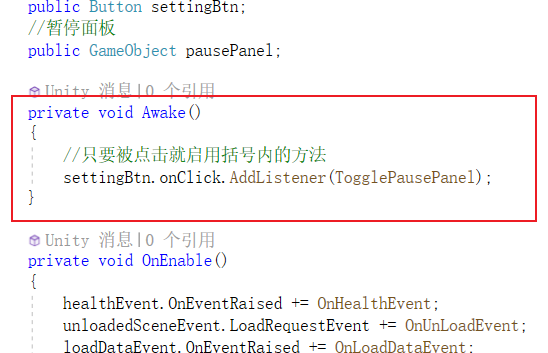 public Button settingBtn;
//暂停面板
public GameObject pausePanel;
Unity 消息|0 个引用
private void Awake()
{
//只要被点击就启用括号内的方法
settingBtn.onClick.AddListener(TogglePausePanel);
}
Unity 消息|0 个引用
private void OnEnable()
{
healthEvent.OnEventRaised += OnHealthEvent;
unloadedSceneEvent.LoadRequestEvent += OnUnLoadEvent;
loadDataEvent.OnEventRaised += OnLoadDataEvent;